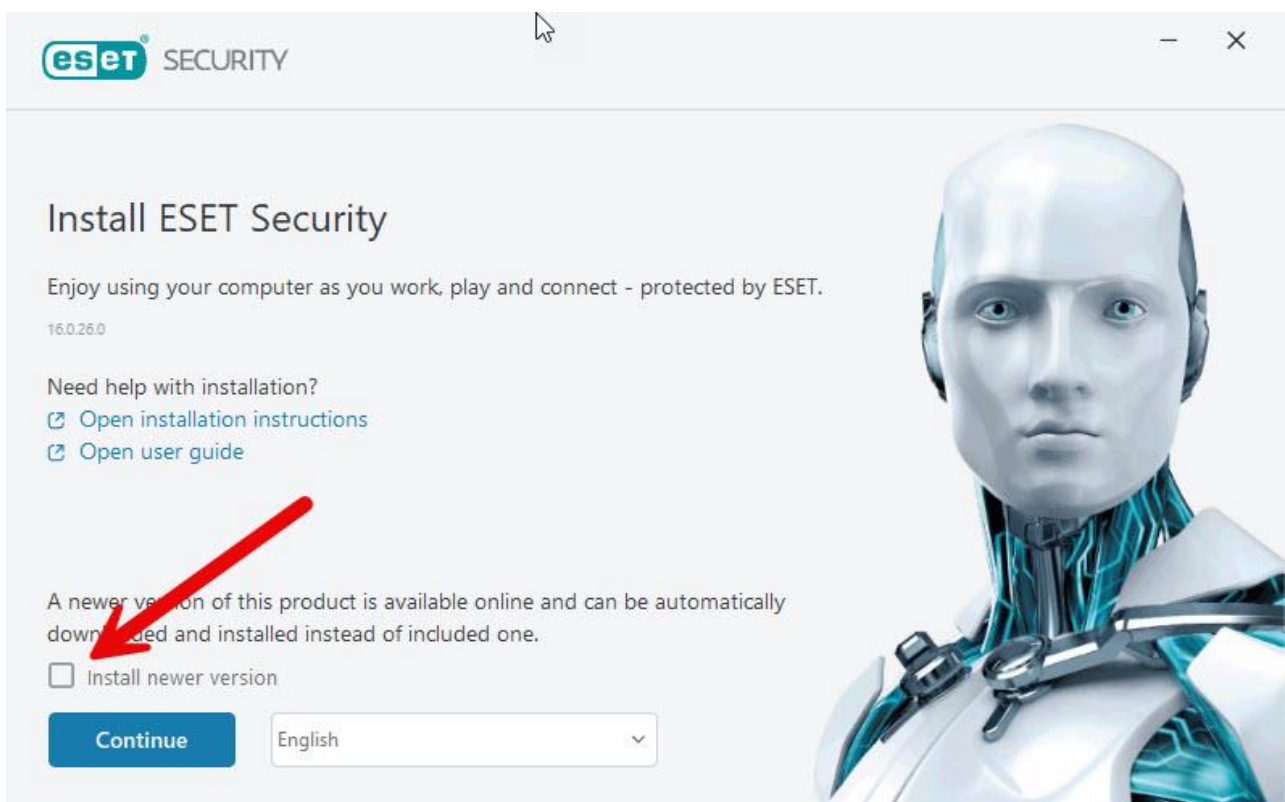 eset® SECURITY
Install ESET Security
Enjoy using your computer as you work, play and connect - protected by ESET.
16.0.26.0
Need help with installation?
Open installation instructions
Open user guide
A newer version of this product is available online and can be automatically
downloaded and installed instead of included one.
Install newer version
Continue
English